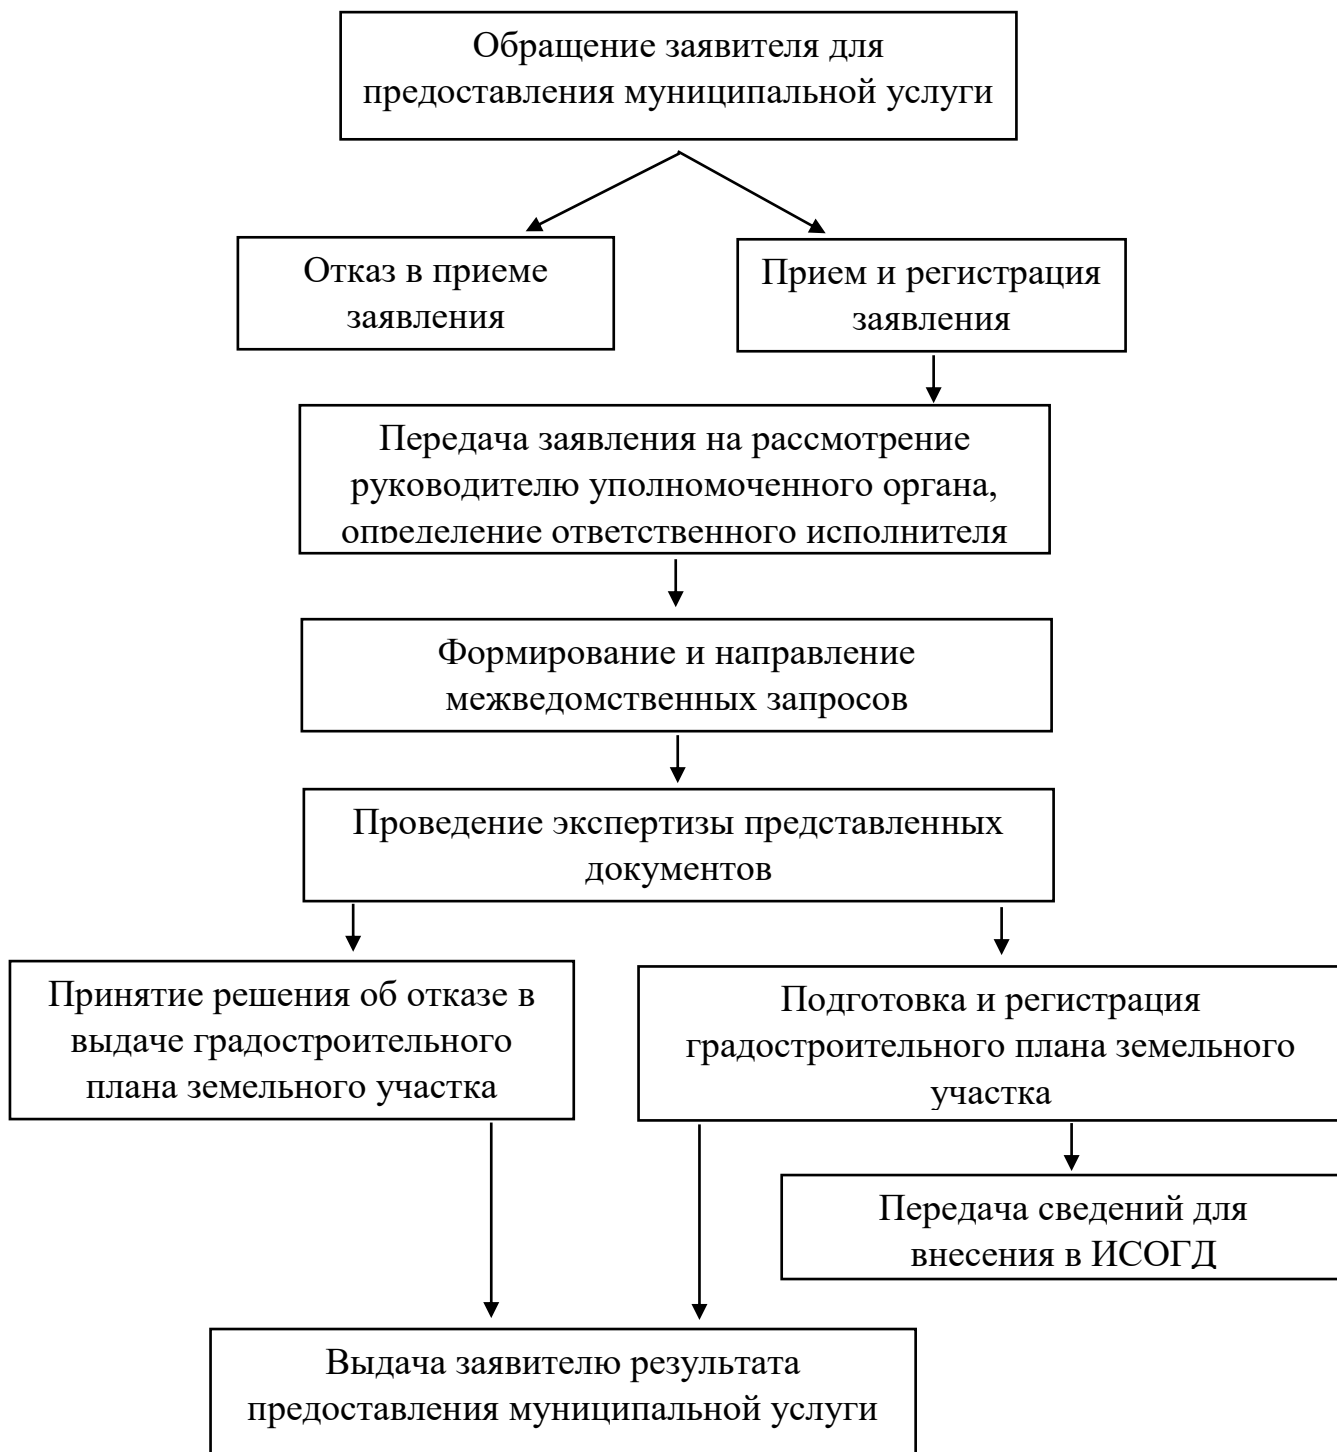 Обращение заявителя для
предоставления муниципальной услуги
Отказ в приеме
заявления
Прием и регистрация
заявления
Передача заявления на рассмотрение
руководителю уполномоченного органа,
определение ответственного исполнителя
Формирование и направление
межведомственных запросов
Проведение экспертизы представленных
документов
Принятие решения об отказе в
выдаче градостроительного
плана земельного участка
Подготовка и регистрация
градостроительного плана земельного
участка
Передача сведений для
внесения в ИСОГД
Выдача заявителю результата
предоставления муниципальной услуги